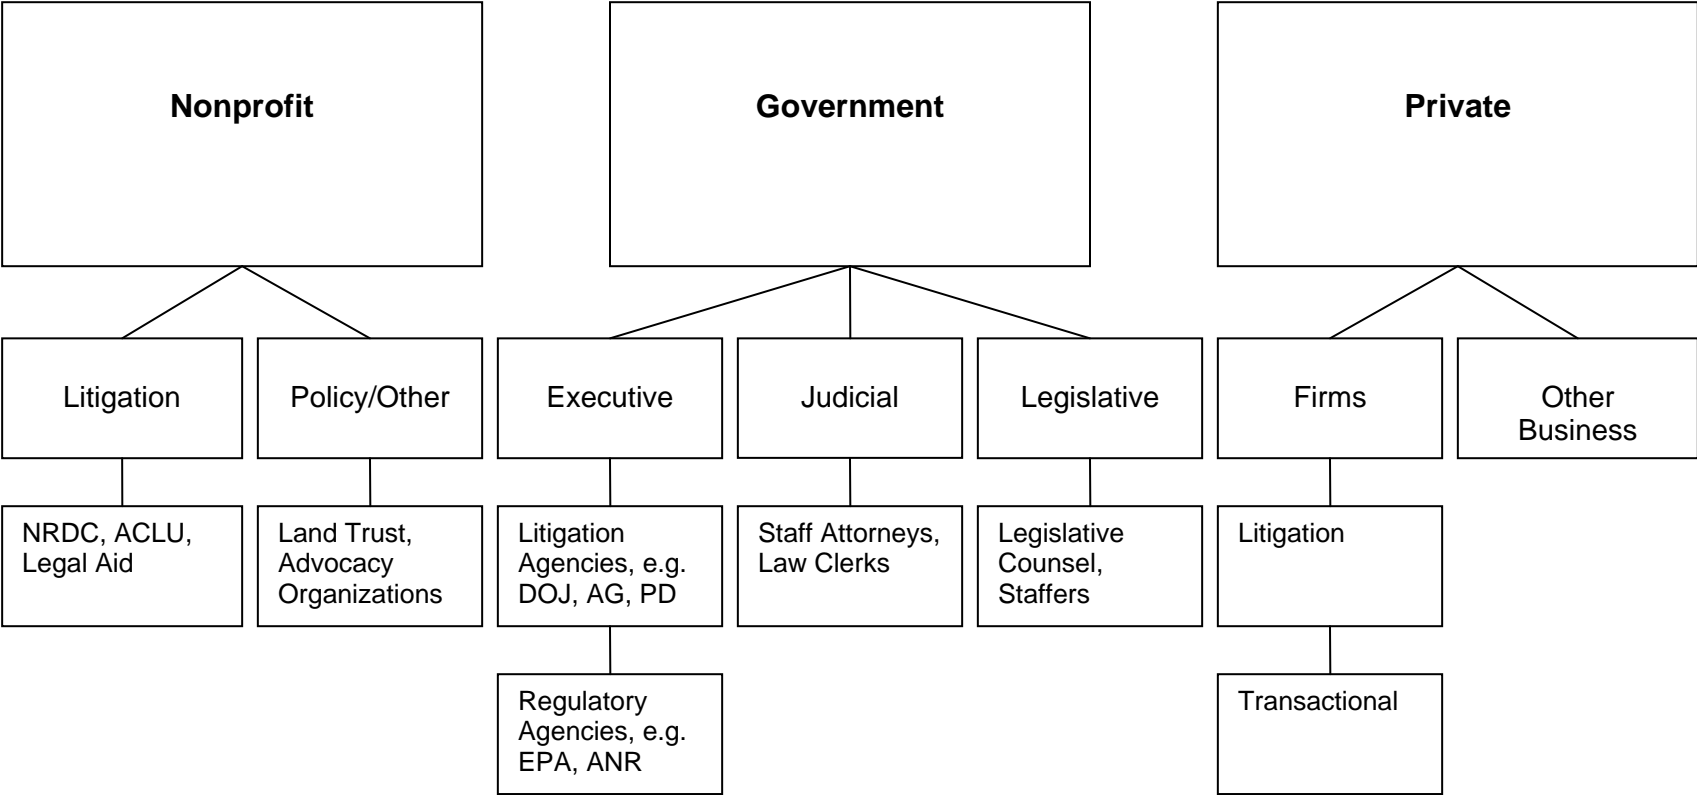 Nonprofit
Government
Private
Litigation
Policy/Other
Executive
Judicial
Legislative
Firms
Other
Business
NRDC, ACLU,
Legal Aid
Land Trust,
Advocacy
Organizations
Litigation
Agencies, e.g.
DOJ, AG, PD
Staff Attorneys,
Law Clerks
Legislative
Counsel,
Staffers
Litigation
Regulatory
Agencies, e.g.
EPA, ANR
Transactional